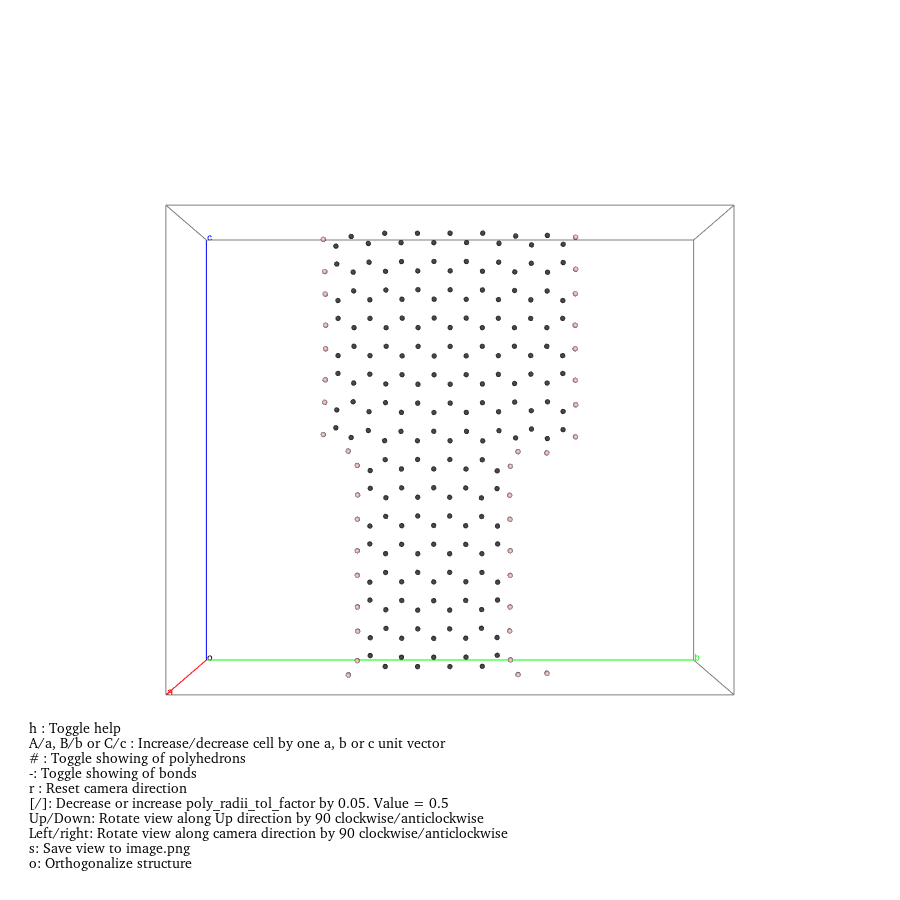 c
o
b
a
h : Toggle help
A/a, B/b or C/c : Increase/decrease cell by one a, b or c unit vector
# : Toggle showing of polyhedrons
-: Toggle showing of bonds
r : Reset camera direction
[/]: Decrease or increase poly_radii_tol_factor by 0.05. Value = 0.5
Up/Down: Rotate view along Up direction by 90 clockwise/anticlockwise
Left/right: Rotate view along camera direction by 90 clockwise/anticlockwise
s: Save view to image.png
o: Orthogonalize structure